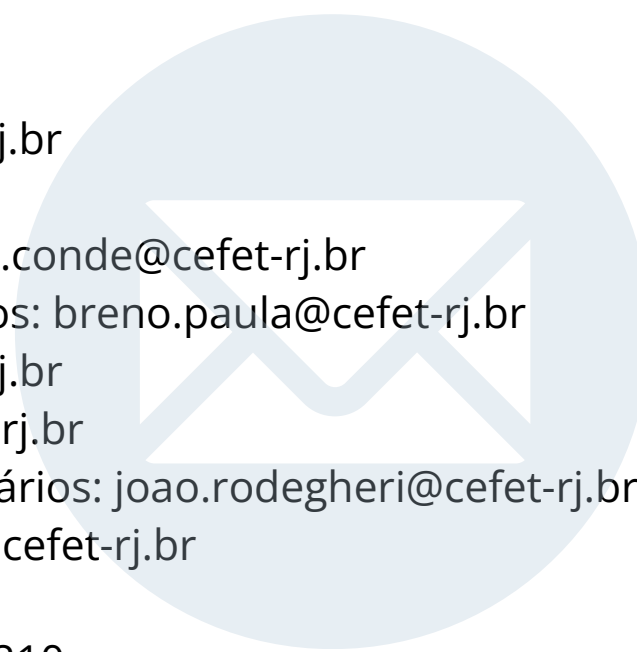 j.br
.conde@cefet-rj.br
os: breno.paula@cefet-rj.br
j.br
rj.br
ários: joao.rodegheri@cefet-rj.br
cefet-rj.br